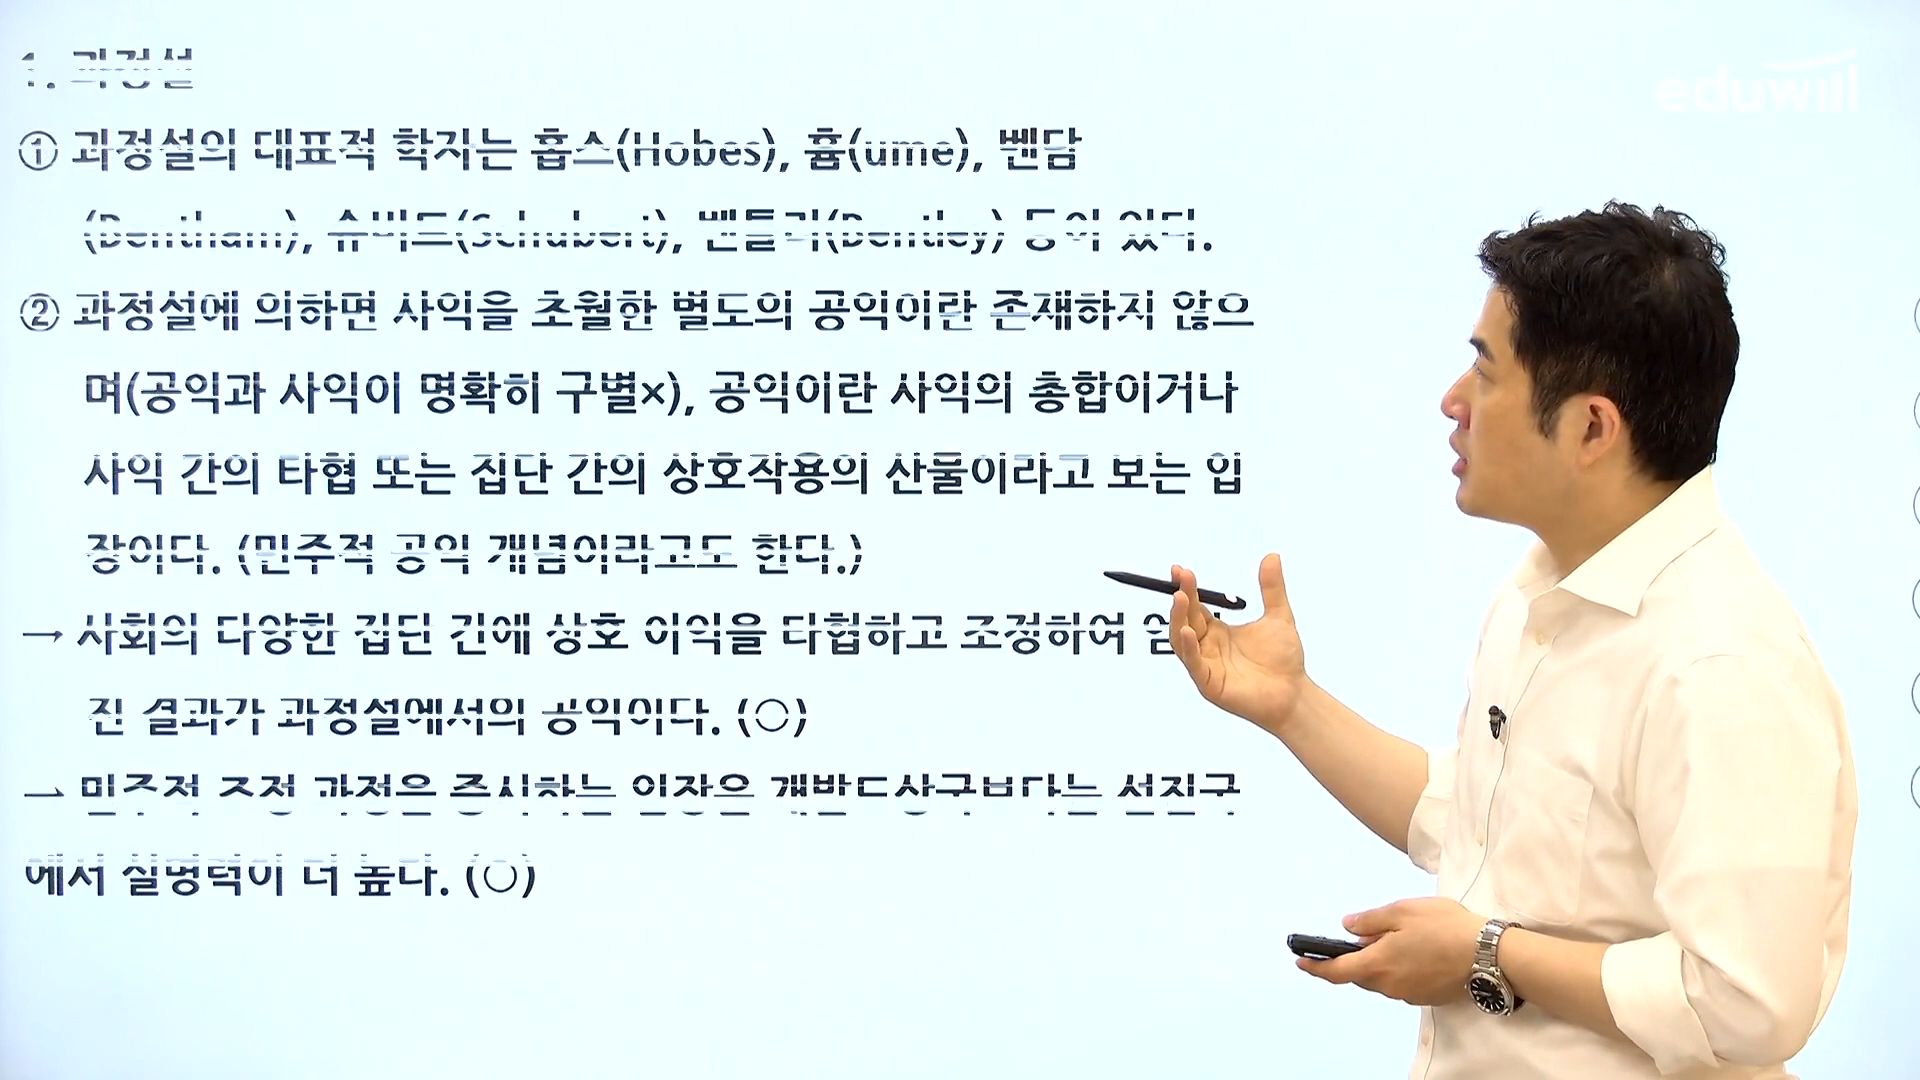 1. 과정설
eduwill
① 과정설의 대표적 학자는 홉스(Hobes), 흄(ume), 벤담
(Bentham), 슈버트(Schubert), 벤틀리(Bentley) 등이 있다.
② 과정설에 의하면 사익을 초월한 별도의 공익이란 존재하지 않으
며(공익과 사익이 명확히 구별×), 공익이란 사익의 총합이거나
사익 간의 타협 또는 집단 간의 상호작용의 산물이라고 보는 입
장이다. (민주적 공익 개념이라고도 한다.)
→ 사회의 다양한 집단 간에 상호 이익을 타협하고 조정하여
진 결과가 과정설에서의 공익이다. (○)
→ 민주적 조정 과정을 중시하는 입장은 개발도상국보다는 선진국
에서 설명력이 더 높다. (○)